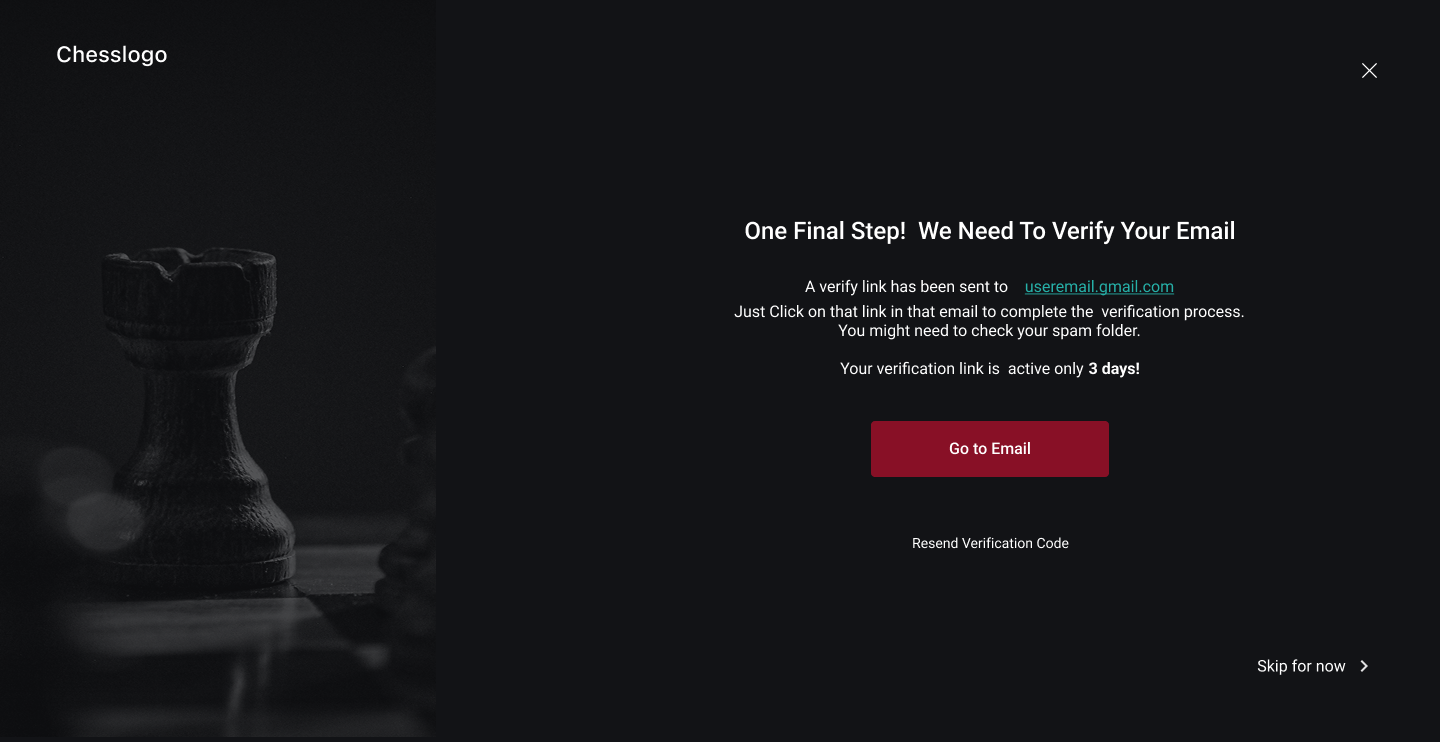 Chesslogo
One Final Step!  We Need To Verify Your Email
A verify link has been sent to    useremail.gmail.com
Just Click on that link in that email to complete the  verification process.
You might need to check your spam folder.
Your verification link is  active only 3 days!
Go to Email
Resend Verification Code
Skip for now